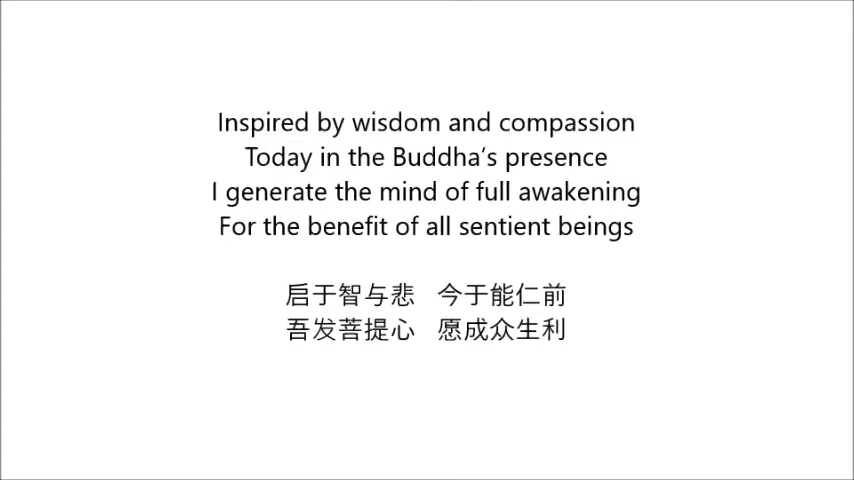 Inspired by wisdom and compassion
Today in the Buddha's presence
I generate the mind of full awakening
For the benefit of all sentient beings
启于智与悲 今于能仁前
吾发菩提心 愿成众生利